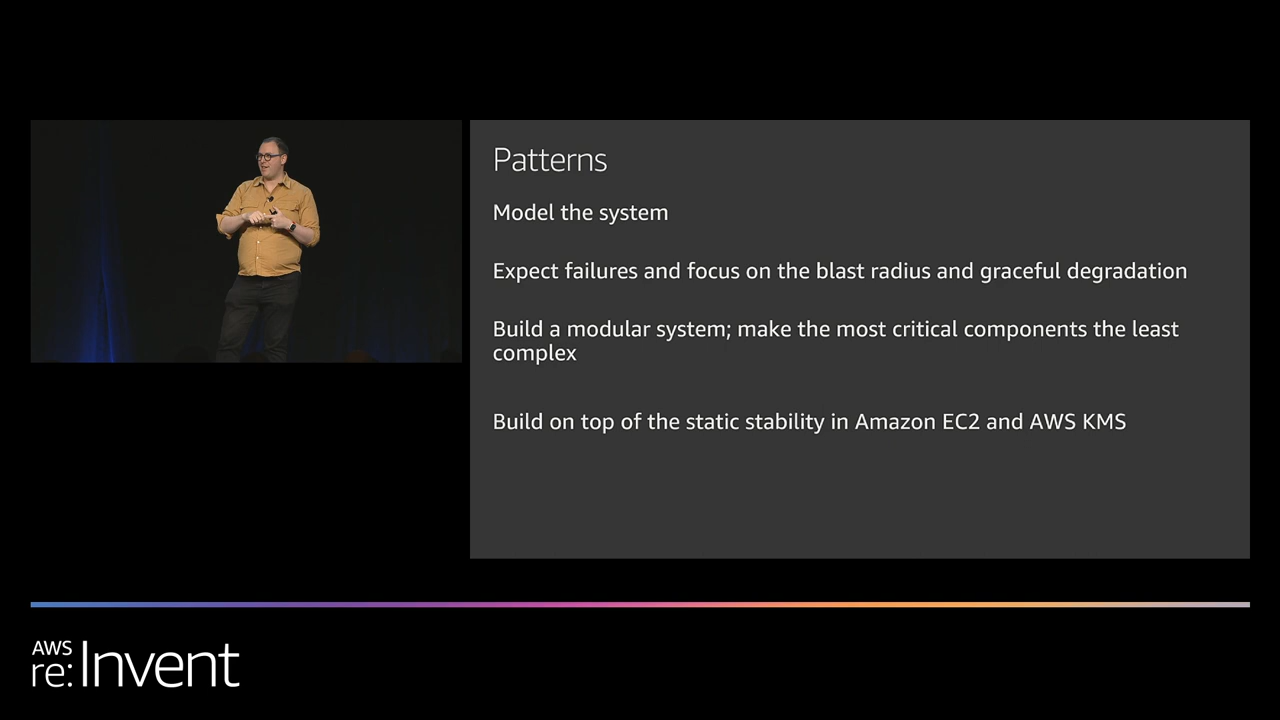 Patterns
Model the system
Expect failures and focus on the blast radius and graceful degradation
Build a modular system; make the most critical components the least
complex
Build on top of the static stability in Amazon EC2 and AWS KMS
AWS
re:Invent